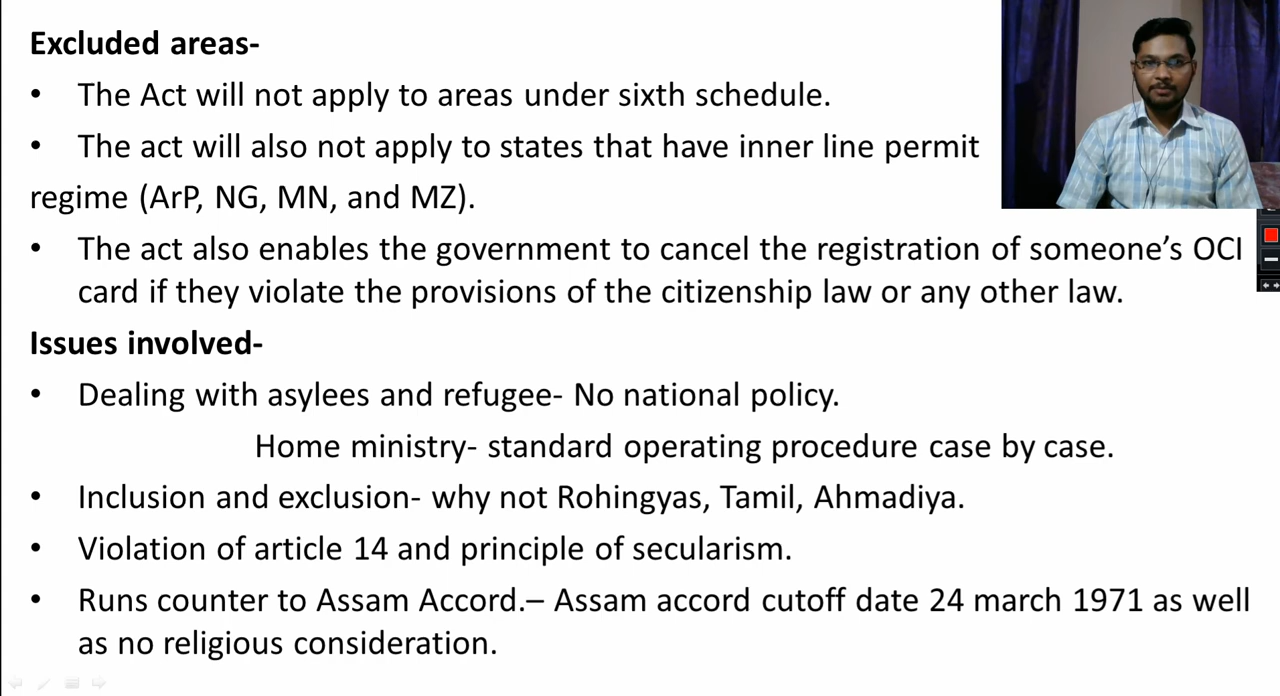 Excluded areas-
• The Act will not apply to areas under sixth schedule.
• The act will also not apply to states that have inner line permit
regime (ArP, NG, MN, and MZ).
• The act also enables the government to cancel the registration of someone’s OCI
card if they violate the provisions of the citizenship law or any other law.
Issues involved-
• Dealing with asylees and refugee- No national policy.
Home ministry- standard operating procedure case by case.
• Inclusion and exclusion- why not Rohingyas, Tamil, Ahmadiya.
• Violation of article 14 and principle of secularism.
• Runs counter to Assam Accord.– Assam accord cutoff date 24 march 1971 as well
as no religious consideration.